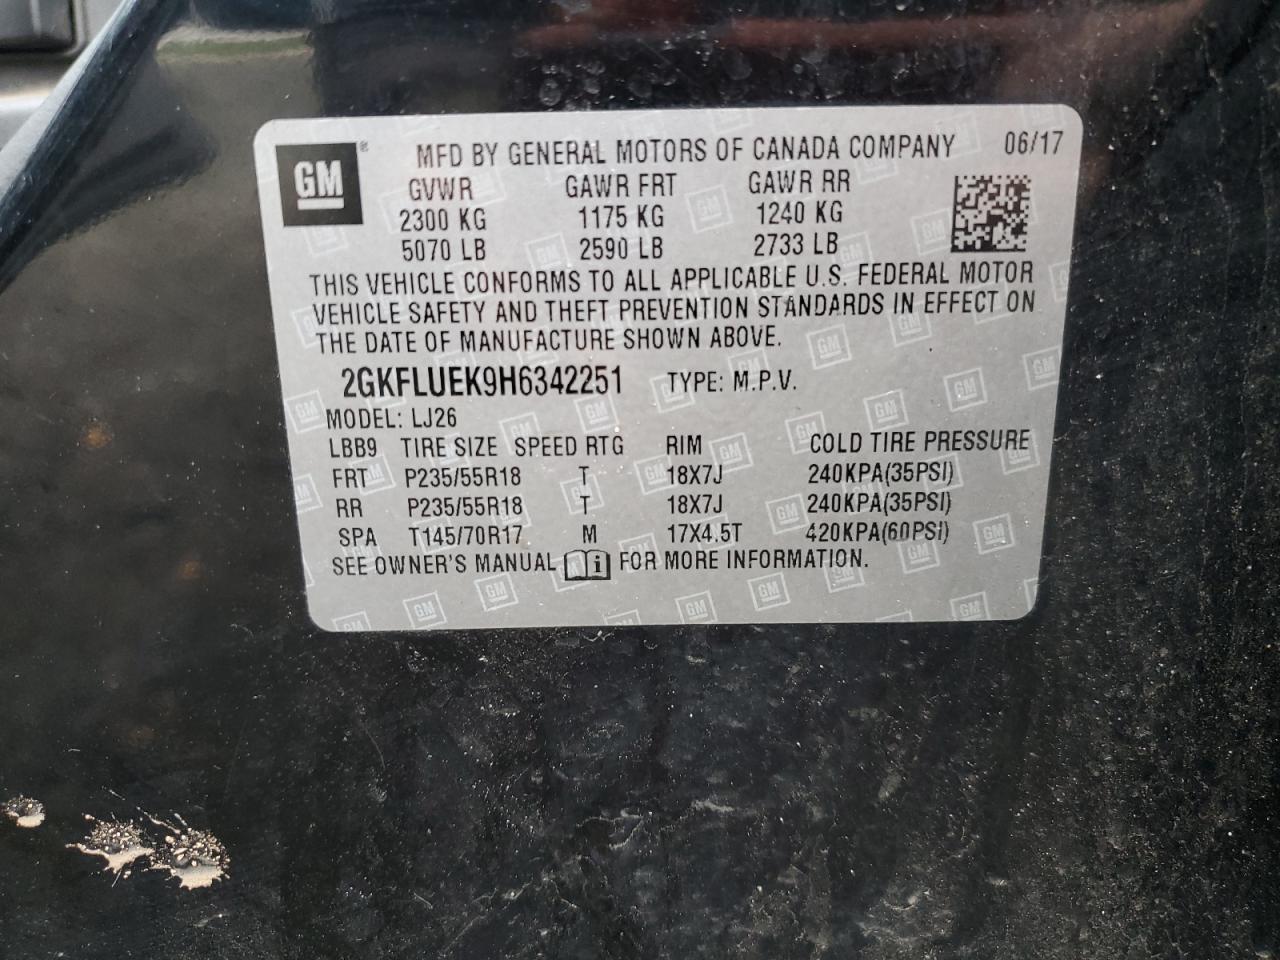 GM® MFD BY GENERAL MOTORS OF CANADA COMPANY 06/17
GVWR GAWR FRT GAWR RR
2300 KG 1175 KG 1240 KG
5070 LB 2590 LB 2733 LB
THIS VEHICLE CONFORMS TO ALL APPLICABLE U.S. FEDERAL MOTOR
VEHICLE SAFETY AND THEFT PREVENTION STANDARDS IN EFFECT ON
THE DATE OF MANUFACTURE SHOWN ABOVE.
2GKFLUEK9H6342251 TYPE: M.P.V.
MODEL: LJ26
LBB9 TIRE SIZE SPEED RTG RIM COLD TIRE PRESSURE
FRT P235/55R18 T 18X7J 240KPA(35PSI)
RR P235/55R18 T 18X7J 240KPA(35PSI)
SPA T145/70R17 M 17X4.5T 420KPA(60PSI)
SEE OWNER'S MANUAL i FOR MORE INFORMATION.